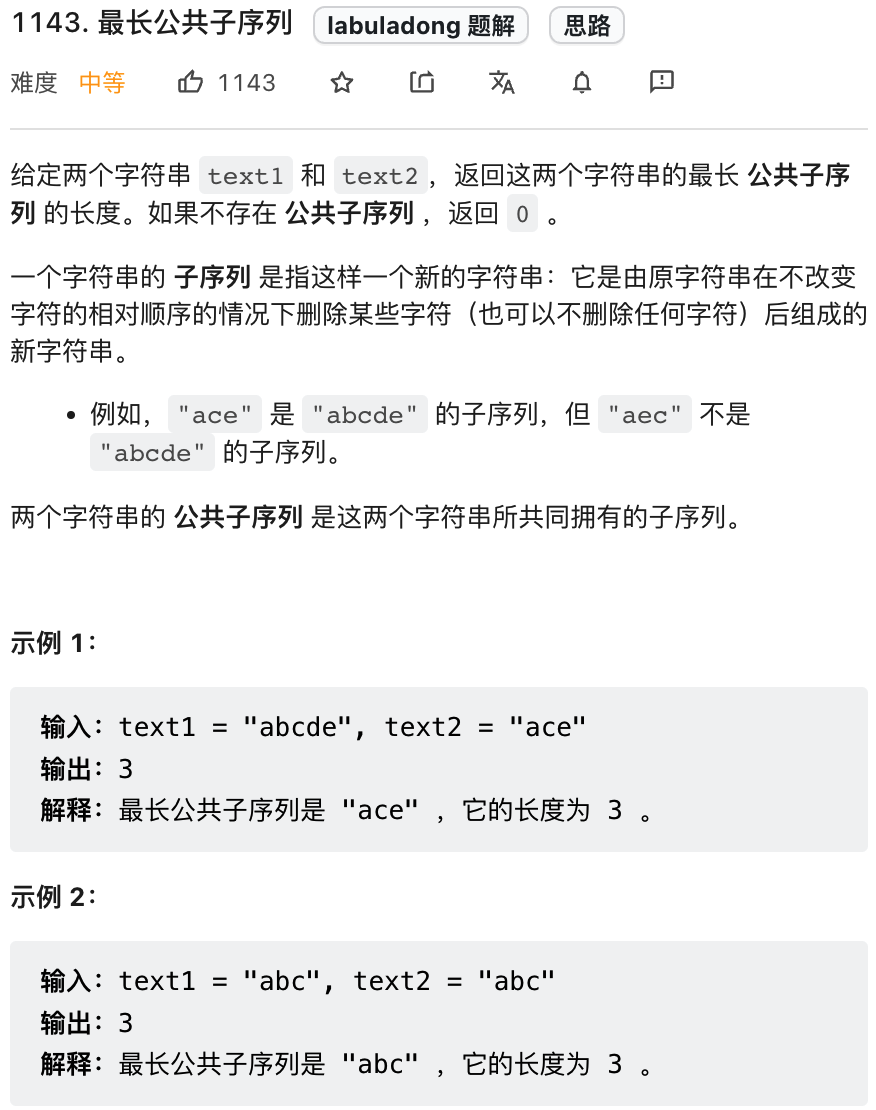 1143. 最长公共子序列 labuladong 题解 思路
难度 中等 1143
给定两个字符串 text1 和 text2，返回这两个字符串的最长 公共子序
列 的长度。如果不存在 公共子序列 ，返回 0 。
一个字符串的 子序列 是指这样一个新的字符串：它是由原字符串在不改变
字符的相对顺序的情况下删除某些字符（也可以不删除任何字符）后组成的
新字符串。
• 例如，"ace" 是 "abcde" 的子序列，但 "aec" 不是
"abcde" 的子序列。
两个字符串的 公共子序列 是这两个字符串所共同拥有的子序列。
示例 1：
输入：text1 = "abcde", text2 = "ace"
输出：3
解释：最长公共子序列是 "ace" ，它的长度为 3 。
示例 2：
输入：text1 = "abc", text2 = "abc"
输出：3
解释：最长公共子序列是 "abc" ，它的长度为 3 。